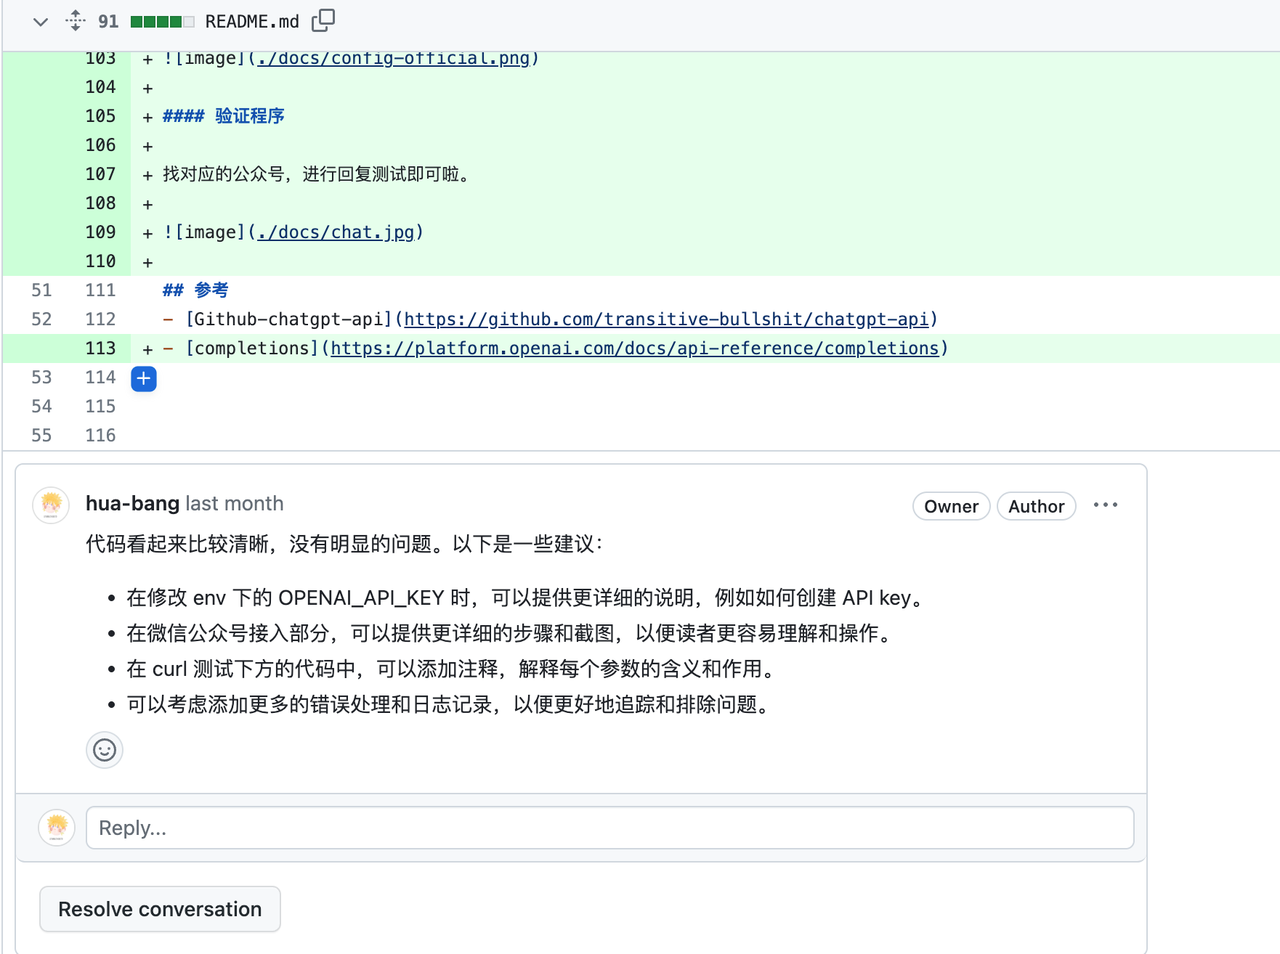 91 README.md
103 + ![image](./docs/config-official.png)
104 +
105 + #### 验证程序
106 +
107 + 找对应的公众号，进行回复测试即可啦。
108 +
109 + ![image](./docs/chat.jpg)
110 +
51 111 ## 参考
52 112 - [Github-chatgpt-api](https://github.com/transitive-bullshit/chatgpt-api)
113 + - [completions](https://platform.openai.com/docs/api-reference/completions)
53 114 +
54 115
55 116
hua-bang last month Owner Author
代码看起来比较清晰，没有明显的问题。以下是一些建议：
• 在修改 env 下的 OPENAI_API_KEY 时，可以提供更详细的说明，例如如何创建 API key。
• 在微信公众号接入部分，可以提供更详细的步骤和截图，以便读者更容易理解和操作。
• 在 curl 测试下方的代码中，可以添加注释，解释每个参数的含义和作用。
• 可以考虑添加更多的错误处理和日志记录，以便更好地追踪和排除问题。
Reply...
Resolve conversation